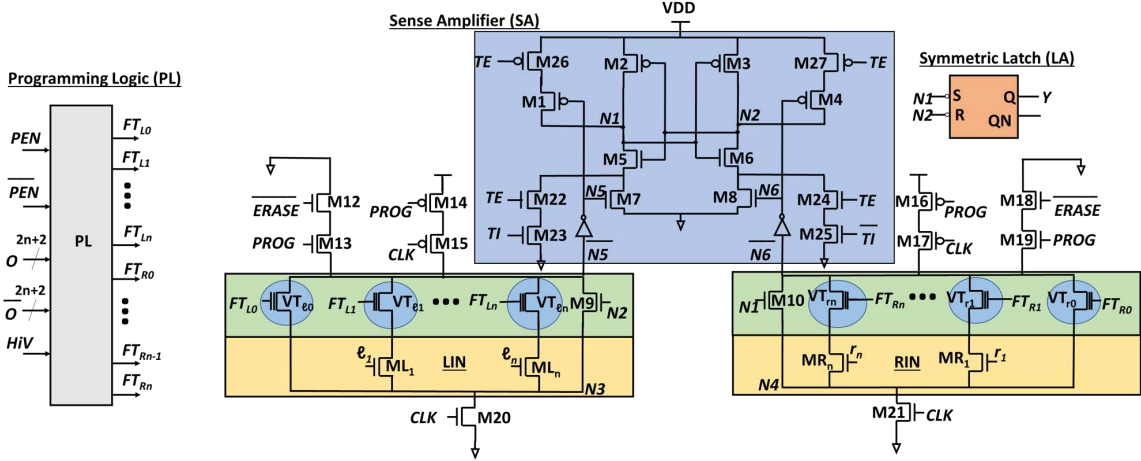 Programming Logic (PL)
PEN
PEN
2n+2
O
2n+2
O
HiV
PL
FT_L0
FT_L1
FT_Ln
FT_R0
FT_Rn-1
FT_Rn
Sense Amplifier (SA)
VDD
TE M26 M2 M3 M27 TE
M1 M4
N1 N2
M5 M6
TE M22 N5 M7 M8 N6 M24 TE
TI M23 M25 TI
N5 N6
Symmetric Latch (LA)
N1 S Q Y
N2 R QN
ERASE M12
PROG M13
PROG M14
CLK M15
M16 PROG
M17 CLK
M18 ERASE
M19 PROG
FT_L0 VT_ℓ0 FT_L1 VT_ℓ1 FT_Ln VT_ℓn M9 N2
ℓ_1 ML_1 LIN ℓ_n ML_n
N3
CLK M20
N1 M10 VT_rn FT_Rn VT_r1 FT_R1 VT_r0 FT_R0
MR_n r_n RIN MR_1 r_1
N4
M21 CLK